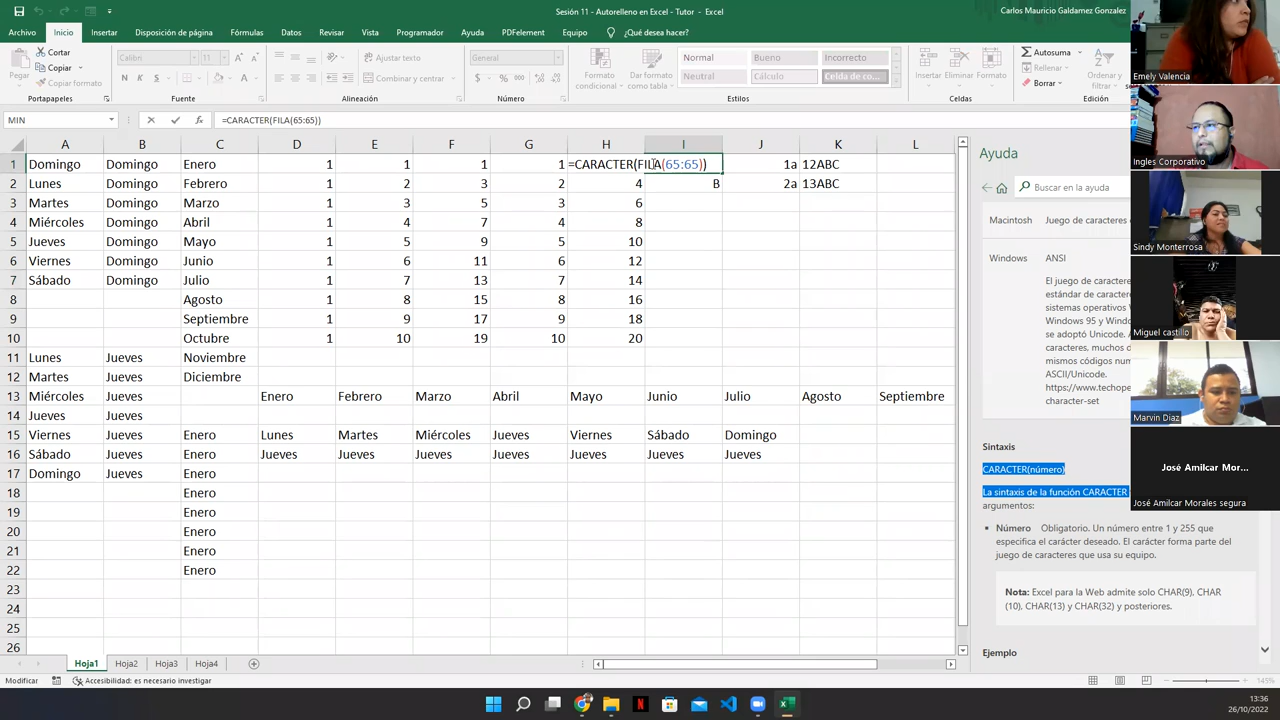 Sesión 11 - Autorelleno en Excel - Tutor - Excel
Carlos Mauricio Galdamez Gonzalez
Archivo Inicio Insertar Disposición de página Fórmulas Datos Revisar Vista Programador Ayuda PDFelement Equipo ¿Qué desea hacer?
Pegar
Cortar
Copiar
Copiar formato
Portapapeles
Calibri 11
N K S
Fuente
Ajustar texto
Combinar y centrar
Alineación
General
$ % 000
Número
Formato condicional
Dar formato como tabla
Normal Bueno Incorrecto
Neutral Cálculo Celda de co...
Estilos
Insertar Eliminar Formato
Celdas
Autosuma
Rellenar
Borrar
Ordenar y
Edición
MIN fx =CARACTER(FILA(65:65))
A B C D E F G H I J K L
1 Domingo Domingo Enero 1 1 1 1 =CARACTER(FILA(65:65)) 1a 12ABC
2 Lunes Domingo Febrero 1 2 3 2 4 B 2a 13ABC
3 Martes Domingo Marzo 1 3 5 3 6
4 Miércoles Domingo Abril 1 4 7 4 8
5 Jueves Domingo Mayo 1 5 9 5 10
6 Viernes Domingo Junio 1 6 11 6 12
7 Sábado Domingo Julio 1 7 13 7 14
8 Agosto 1 8 15 8 16
9 Septiembre 1 9 17 9 18
10 Octubre 1 10 19 10 20
11 Lunes Jueves Noviembre
12 Martes Jueves Diciembre
13 Miércoles Jueves Enero Febrero Marzo Abril Mayo Junio Julio Agosto Septiembre
14 Jueves Jueves
15 Viernes Jueves Enero Lunes Martes Miércoles Jueves Viernes Sábado Domingo
16 Sábado Jueves Enero Jueves Jueves Jueves Jueves Jueves Jueves Jueves
17 Domingo Jueves Enero
18 Enero
19 Enero
20 Enero
21 Enero
22 Enero
23
24
25
26
Hoja1 Hoja2 Hoja3 Hoja4
Modificar Accesibilidad: es necesario investigar
145%
Ayuda
Buscar en la ayuda
Macintosh Juego de caracteres
Windows ANSI
El juego de caractere
estándar de caracter
sistemas operativos
Windows 95 y Wind
se adoptó Unicode.
caracteres, muchos d
mismos códigos num
ASCII/Unicode.
https://www.techope
character-set
Sintaxis
CARACTER(número)
La sintaxis de la función CARACTER
argumentos:
Número Obligatorio. Un número entre 1 y 255 que
especifica el carácter deseado. El carácter forma parte del
juego de caracteres que usa su equipo.
Nota: Excel para la Web admite solo CHAR(9), CHAR
(10), CHAR(13) y CHAR(32) y posteriores.
Ejemplo
Emely Valencia
Ingles Corporativo
Sindy Monterrosa
Miguel castillo
Marvin Diaz
José Amilcar Mor...
José Amilcar Morales segura
13:36
26/10/2022